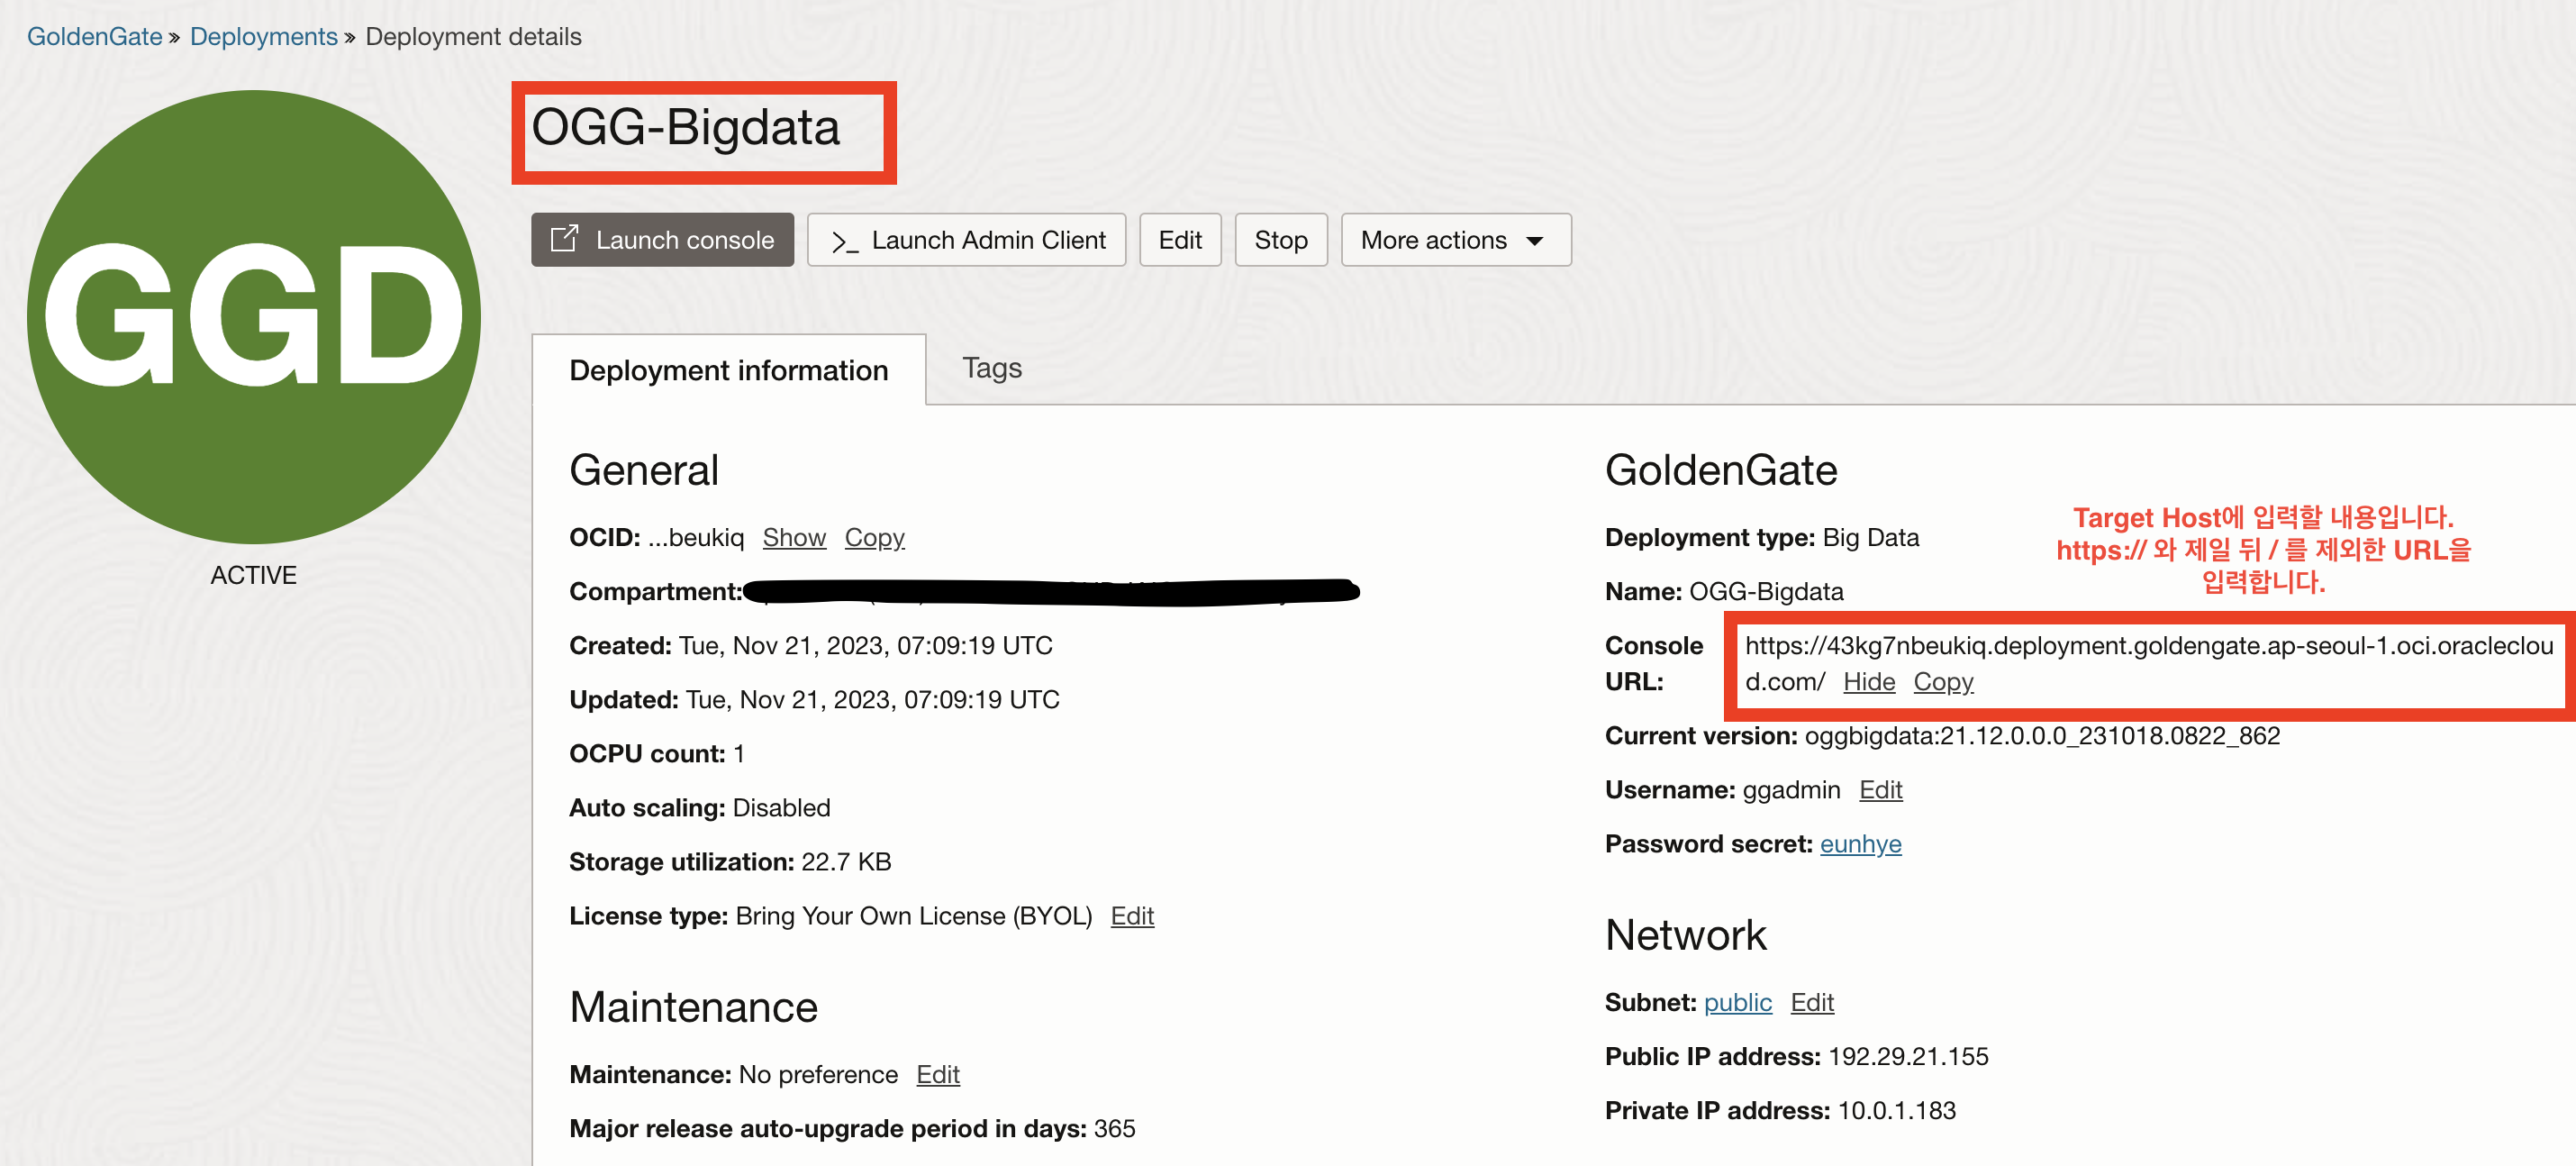 GoldenGate » Deployments » Deployment details
GGD
ACTIVE
OGG-Bigdata
Launch console
>_ Launch Admin Client
Edit
Stop
More actions
Deployment information
Tags
General
OCID: ...beukiq Show Copy
Compartment:
Created: Tue, Nov 21, 2023, 07:09:19 UTC
Updated: Tue, Nov 21, 2023, 07:09:19 UTC
OCPU count: 1
Auto scaling: Disabled
Storage utilization: 22.7 KB
License type: Bring Your Own License (BYOL) Edit
Maintenance
Maintenance: No preference Edit
Major release auto-upgrade period in days: 365
GoldenGate
Deployment type: Big Data
Target Host에 입력할 내용입니다.
https:// 와 제일 뒤 / 를 제외한 URL을
입력합니다.
Name: OGG-Bigdata
Console URL: https://43kg7nbeukiq.deployment.goldengate.ap-seoul-1.oci.oracleclou
d.com/ Hide Copy
Current version: oggbigdata:21.12.0.0.0_231018.0822_862
Username: ggadmin Edit
Password secret: eunhye
Network
Subnet: public Edit
Public IP address: 192.29.21.155
Private IP address: 10.0.1.183